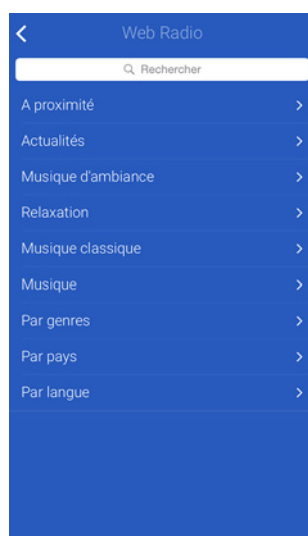 Web Radio
Rechercher
A proximité
Actualités
Musique d'ambiance
Relaxation
Musique classique
Musique
Par genres
Par pays
Par langue